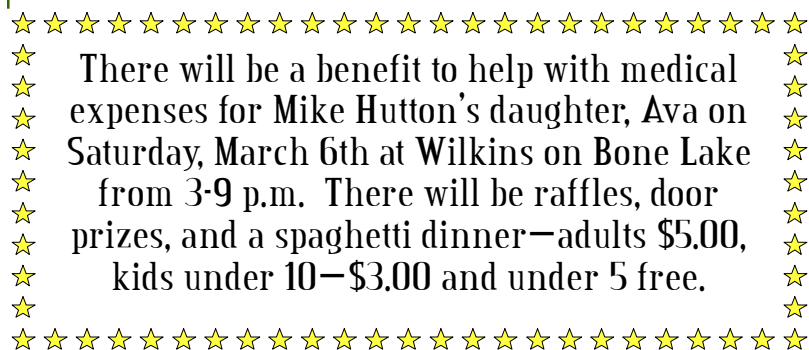 There will be a benefit to help with medical
expenses for Mike Hutton's daughter, Ava on
Saturday, March 6th at Wilkins on Bone Lake
from 3-9 p.m.  There will be raffles, door
prizes, and a spaghetti dinner—adults $5.00,
kids under 10—$3.00 and under 5 free.